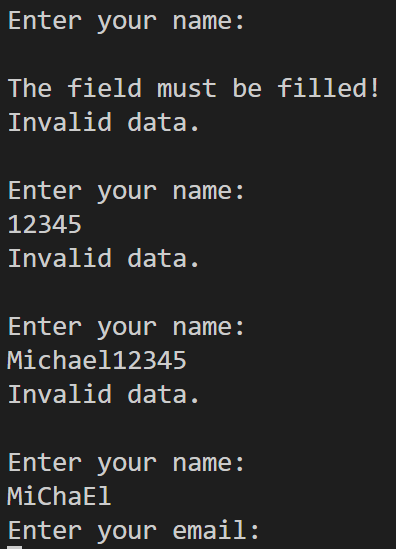 Enter your name:
The field must be filled!
Invalid data.
Enter your name:
12345
Invalid data.
Enter your name:
Michael12345
Invalid data.
Enter your name:
MiChaEl
Enter your email: